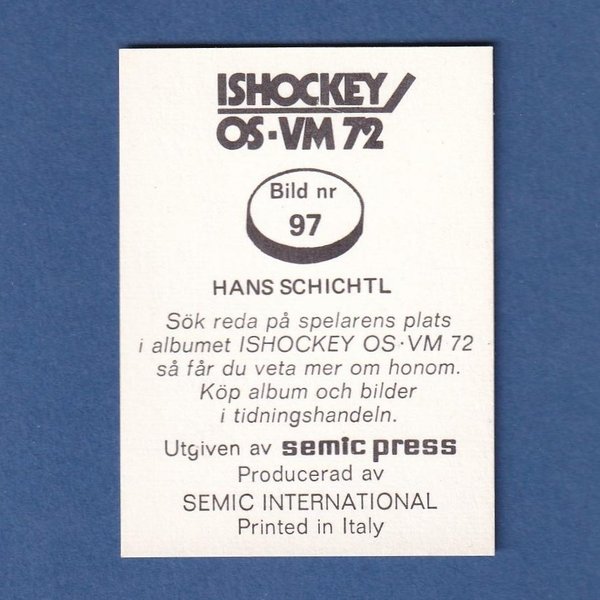 ISHOCKEY
OS-VM 72
Bild nr
97
HANS SCHICHTL
Sök reda på spelarens plats
i albumet ISHOCKEY OS·VM 72
så får du veta mer om honom.
Köp album och bilder
i tidningshandeln.
Utgiven av semic press
Producerad av
SEMIC INTERNATIONAL
Printed in Italy